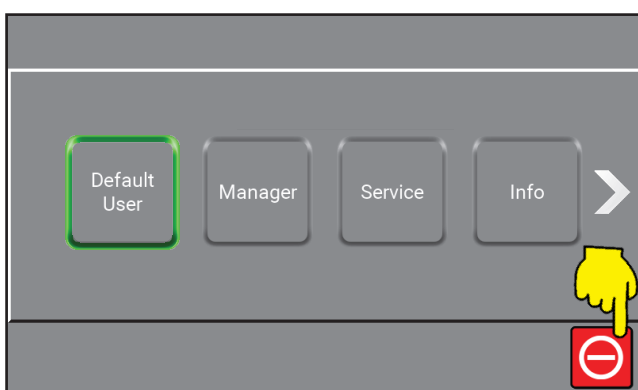 Default
User
Manager
Service
Info